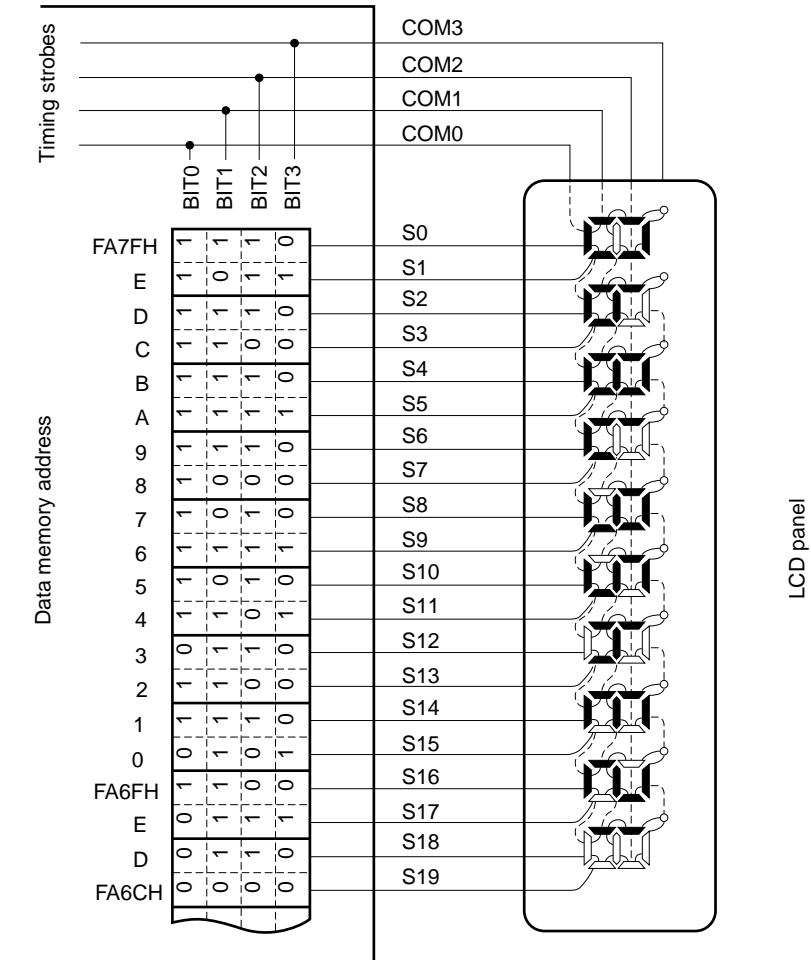 Timing strobes
COM3
COM2
COM1
COM0
BIT0 BIT1 BIT2 BIT3
Data memory address
FA7FH 1 1 1 0 S0
E 1 0 1 1 S1
D 1 1 1 0 S2
C 1 1 0 0 S3
B 1 1 1 0 S4
A 1 1 1 1 S5
9 1 1 1 0 S6
8 1 0 0 0 S7
7 1 0 1 0 S8
6 1 1 1 1 S9
5 1 0 1 0 S10
4 1 1 0 1 S11
3 0 1 1 0 S12
2 1 1 0 0 S13
1 1 1 1 0 S14
0 0 1 0 1 S15
FA6FH 1 1 0 0 S16
E 0 1 1 1 S17
D 0 1 1 0 S18
FA6CH 0 0 0 0 S19
LCD panel